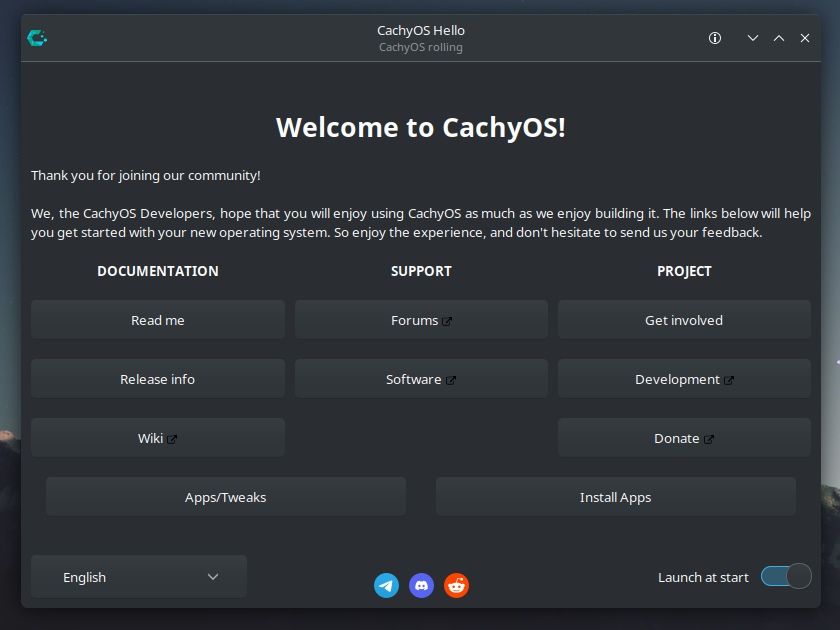 CachyOS Hello
CachyOS rolling
Welcome to CachyOS!
Thank you for joining our community!
We, the CachyOS Developers, hope that you will enjoy using CachyOS as much as we enjoy building it. The links below will help
you get started with your new operating system. So enjoy the experience, and don't hesitate to send us your feedback.
DOCUMENTATION
SUPPORT
PROJECT
Read me
Forums
Get involved
Release info
Software
Development
Wiki
Donate
Apps/Tweaks
Install Apps
English
Launch at start